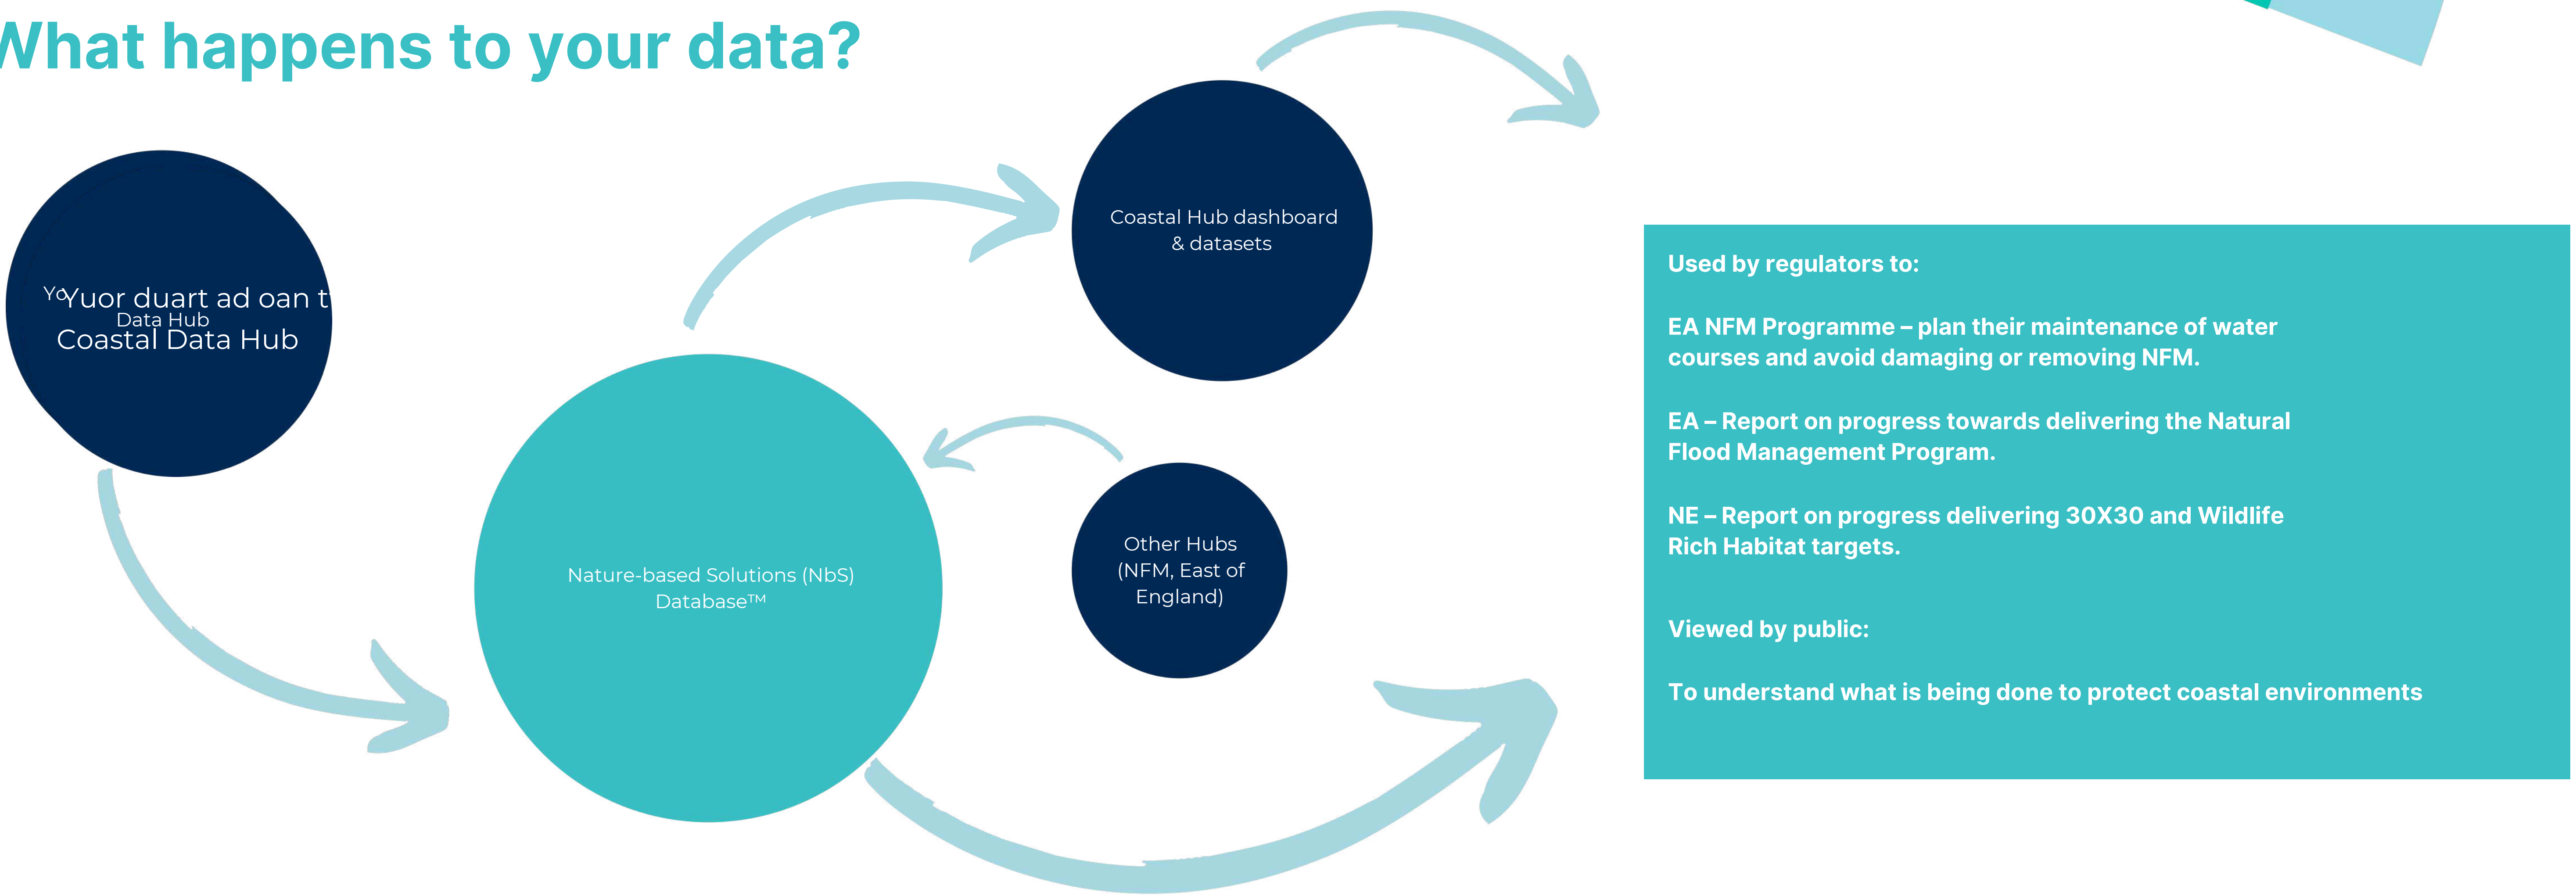 What happens to your data?
Data Hub
Coastal Data Hub
Coastal Hub dashboard
& datasets
Nature-based Solutions (NbS)
Database™
Other Hubs
(NFM, East of
England)
Used by regulators to:
EA NFM Programme – plan their maintenance of water
courses and avoid damaging or removing NFM.
EA – Report on progress towards delivering the Natural
Flood Management Program.
NE – Report on progress delivering 30X30 and Wildlife
Rich Habitat targets.
Viewed by public:
To understand what is being done to protect coastal environments